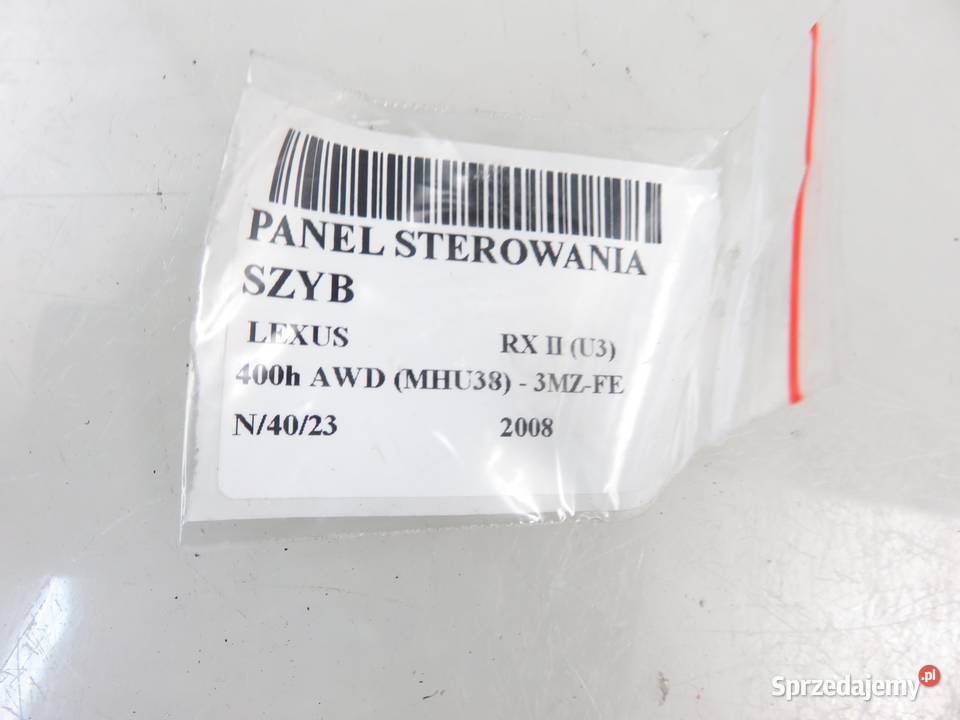 PANEL STEROWANIA
SZYB
LEXUS RX II (U3)
400h AWD (MHU38) - 3MZ-FE
N/40/23 2008
Sprzedajemy.pl